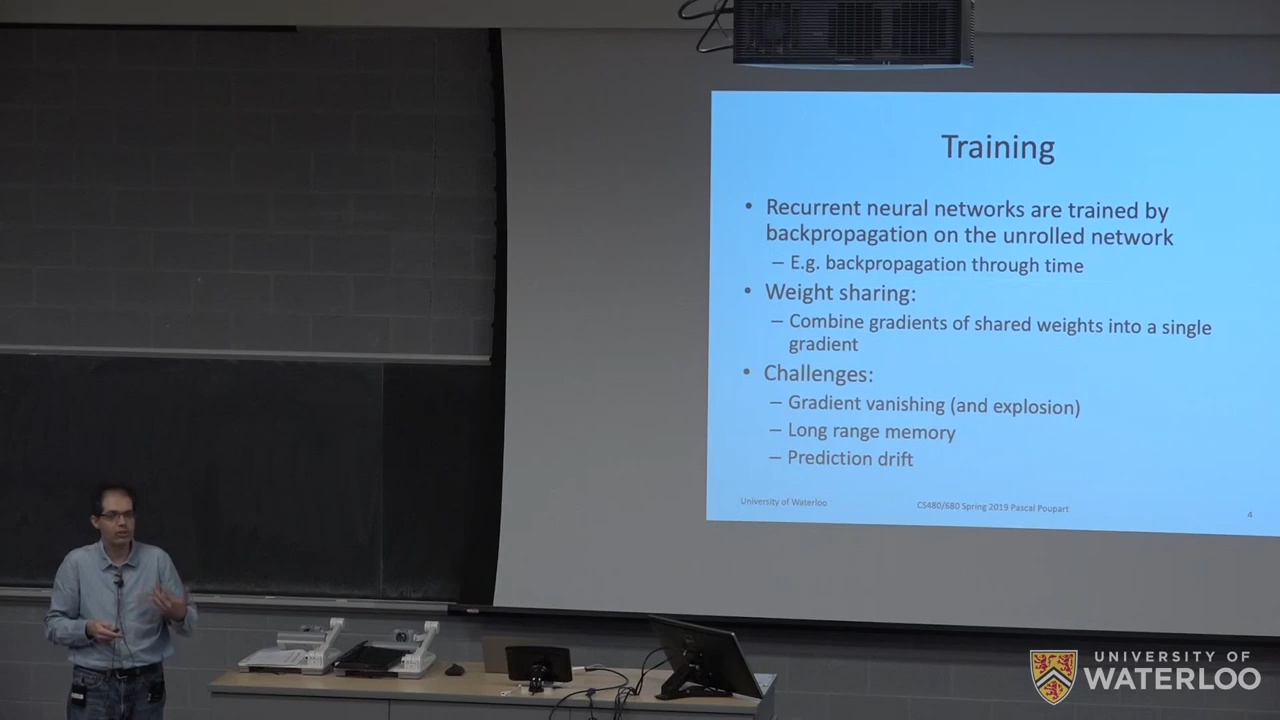 Training
• Recurrent neural networks are trained by
backpropagation on the unrolled network
– E.g. backpropagation through time
• Weight sharing:
– Combine gradients of shared weights into a single
gradient
• Challenges:
– Gradient vanishing (and explosion)
– Long range memory
– Prediction drift
University of Waterloo
CS480/680 Spring 2019 Pascal Poupart
4
UNIVERSITY OF
WATERLOO